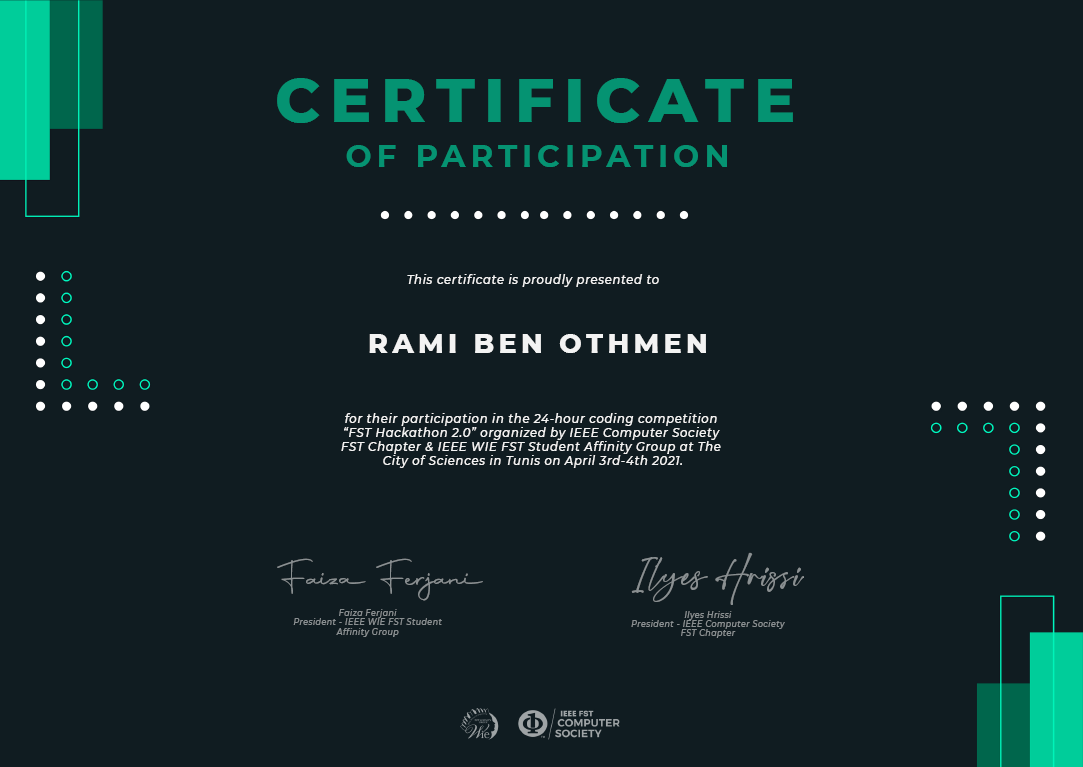 CERTIFICATE
OF PARTICIPATION
This certificate is proudly presented to
RAMI BEN OTHMEN
for their participation in the 24-hour coding competition
“FST Hackathon 2.0” organized by IEEE Computer Society
FST Chapter & IEEE WIE FST Student Affinity Group at The
City of Sciences in Tunis on April 3rd-4th 2021.
Faiza Ferjani
Ilyes Hrissi
Faiza Ferjani
President - IEEE WIE FST Student
Affinity Group
Ilyes Hrissi
President - IEEE Computer Society
FST Chapter
Wie
IEEE FST
COMPUTER
SOCIETY